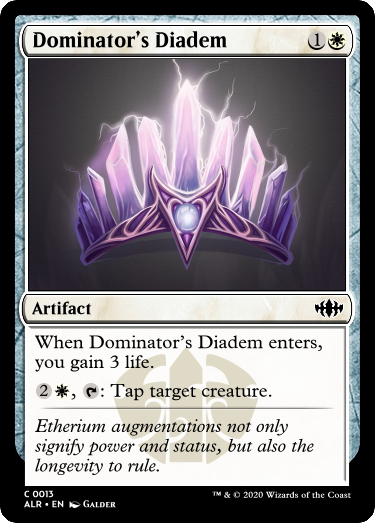 Dominator's Diadem 1
Artifact
When Dominator's Diadem enters,
you gain 3 life.
2, : Tap target creature.
Etherium augmentations not only
signify power and status, but also the
longevity to rule.
C 0013
ALR • EN Galder
™ & © 2020 Wizards of the Coast